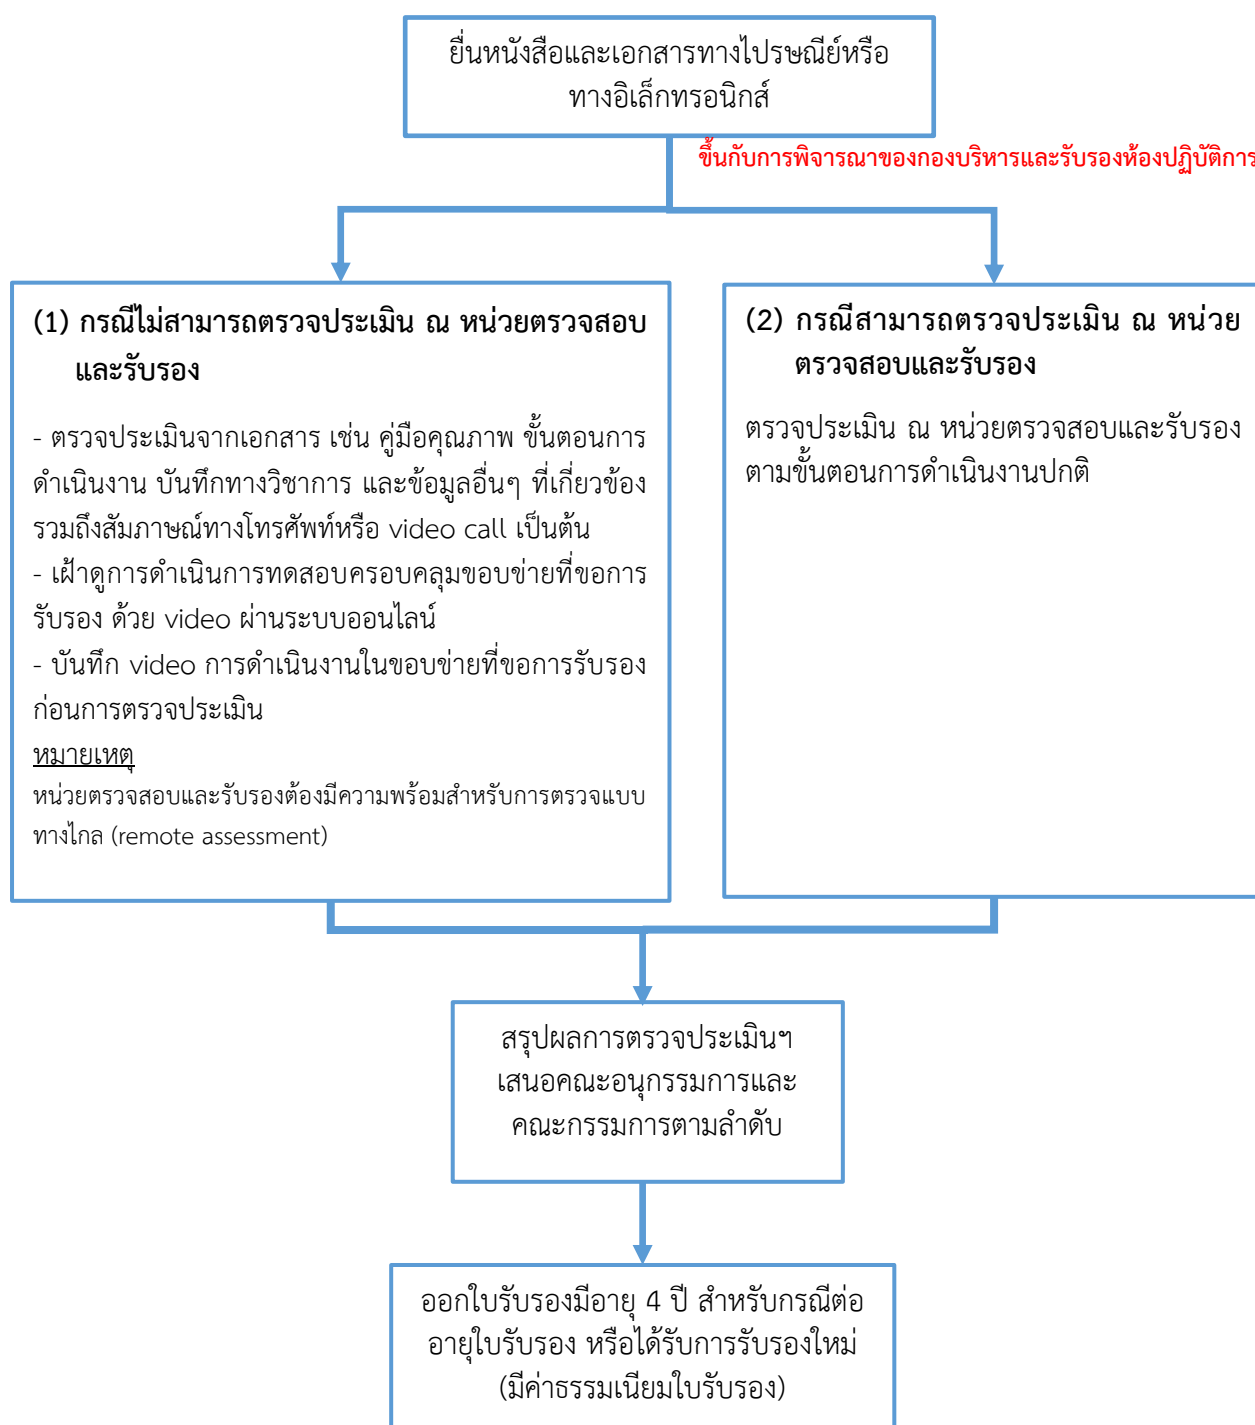 ยื่นหนังสือและเอกสารทางไปรษณีย์หรือ
ทางอิเล็กทรอนิกส์
ขึ้นกับการพิจารณาของกองบริหารและรับรองห้องปฏิบัติการ
(1) กรณีไม่สามารถตรวจประเมิน ณ หน่วยตรวจสอบ
และรับรอง
- ตรวจประเมินจากเอกสาร เช่น คู่มือคุณภาพ ขั้นตอนการ
ดำเนินงาน บันทึกทางวิชาการ และข้อมูลอื่นๆ ที่เกี่ยวข้อง
รวมถึงสัมภาษณ์ทางโทรศัพท์หรือ video call เป็นต้น
- เฝ้าดูการดำเนินการทดสอบครอบคลุมขอบข่ายที่ขอการ
รับรอง ด้วย video ผ่านระบบออนไลน์
- บันทึก video การดำเนินงานในขอบข่ายที่ขอการรับรอง
ก่อนการตรวจประเมิน
หมายเหตุ
หน่วยตรวจสอบและรับรองต้องมีความพร้อมสำหรับการตรวจแบบ
ทางไกล (remote assessment)
(2) กรณีสามารถตรวจประเมิน ณ หน่วย
ตรวจสอบและรับรอง
ตรวจประเมิน ณ หน่วยตรวจสอบและรับรอง
ตามขั้นตอนการดำเนินงานปกติ
สรุปผลการตรวจประเมินฯ
เสนอคณะอนุกรรมการและ
คณะกรรมการตามลำดับ
ออกใบรับรองมีอายุ 4 ปี สำหรับกรณีต่อ
อายุใบรับรอง หรือได้รับการรับรองใหม่
(มีค่าธรรมเนียมใบรับรอง)